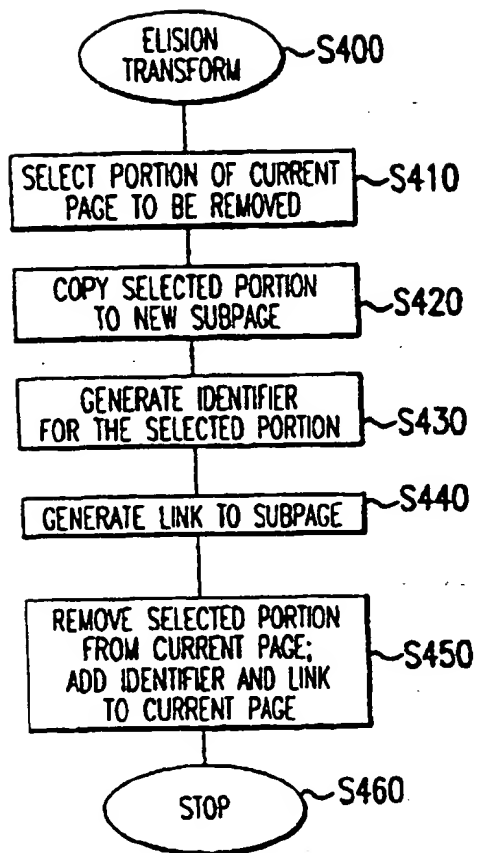 ELISION
TRANSFORM
S400
SELECT PORTION OF CURRENT
PAGE TO BE REMOVED
S410
COPY SELECTED PORTION
TO NEW SUBPAGE
S420
GENERATE IDENTIFIER
FOR THE SELECTED PORTION
S430
GENERATE LINK TO SUBPAGE
S440
REMOVE SELECTED PORTION
FROM CURRENT PAGE;
ADD IDENTIFIER AND LINK
TO CURRENT PAGE
S450
STOP
S460